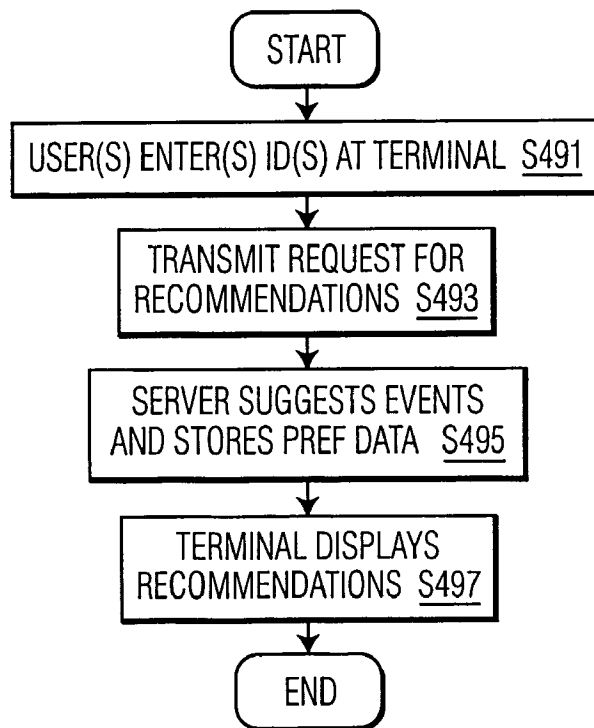 START
USER(S) ENTER(S) ID(S) AT TERMINAL S491
TRANSMIT REQUEST FOR
RECOMMENDATIONS S493
SERVER SUGGESTS EVENTS
AND STORES PREF DATA S495
TERMINAL DISPLAYS
RECOMMENDATIONS S497
END